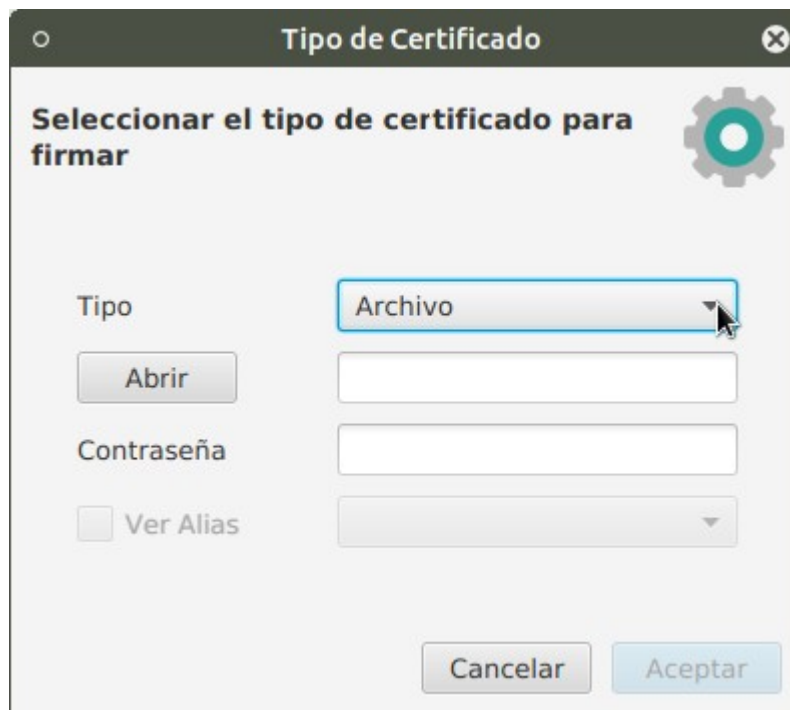 Tipo de Certificado
Seleccionar el tipo de certificado para
firmar
Tipo
Archivo
Abrir
Contraseña
Ver Alias
Cancelar
Aceptar